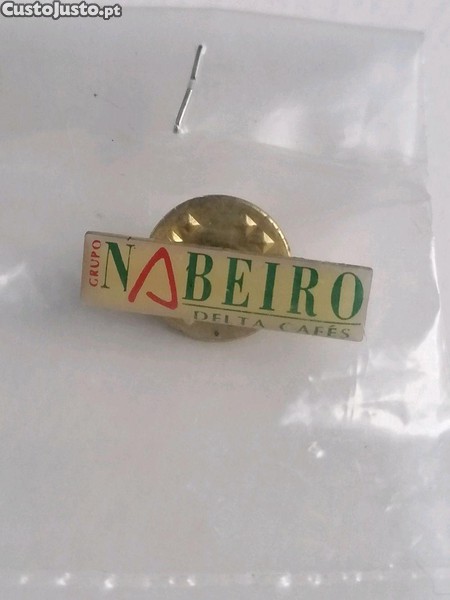 CustoJusto.pt
GRUPO
NABEIRO
DELTA CAFÉS